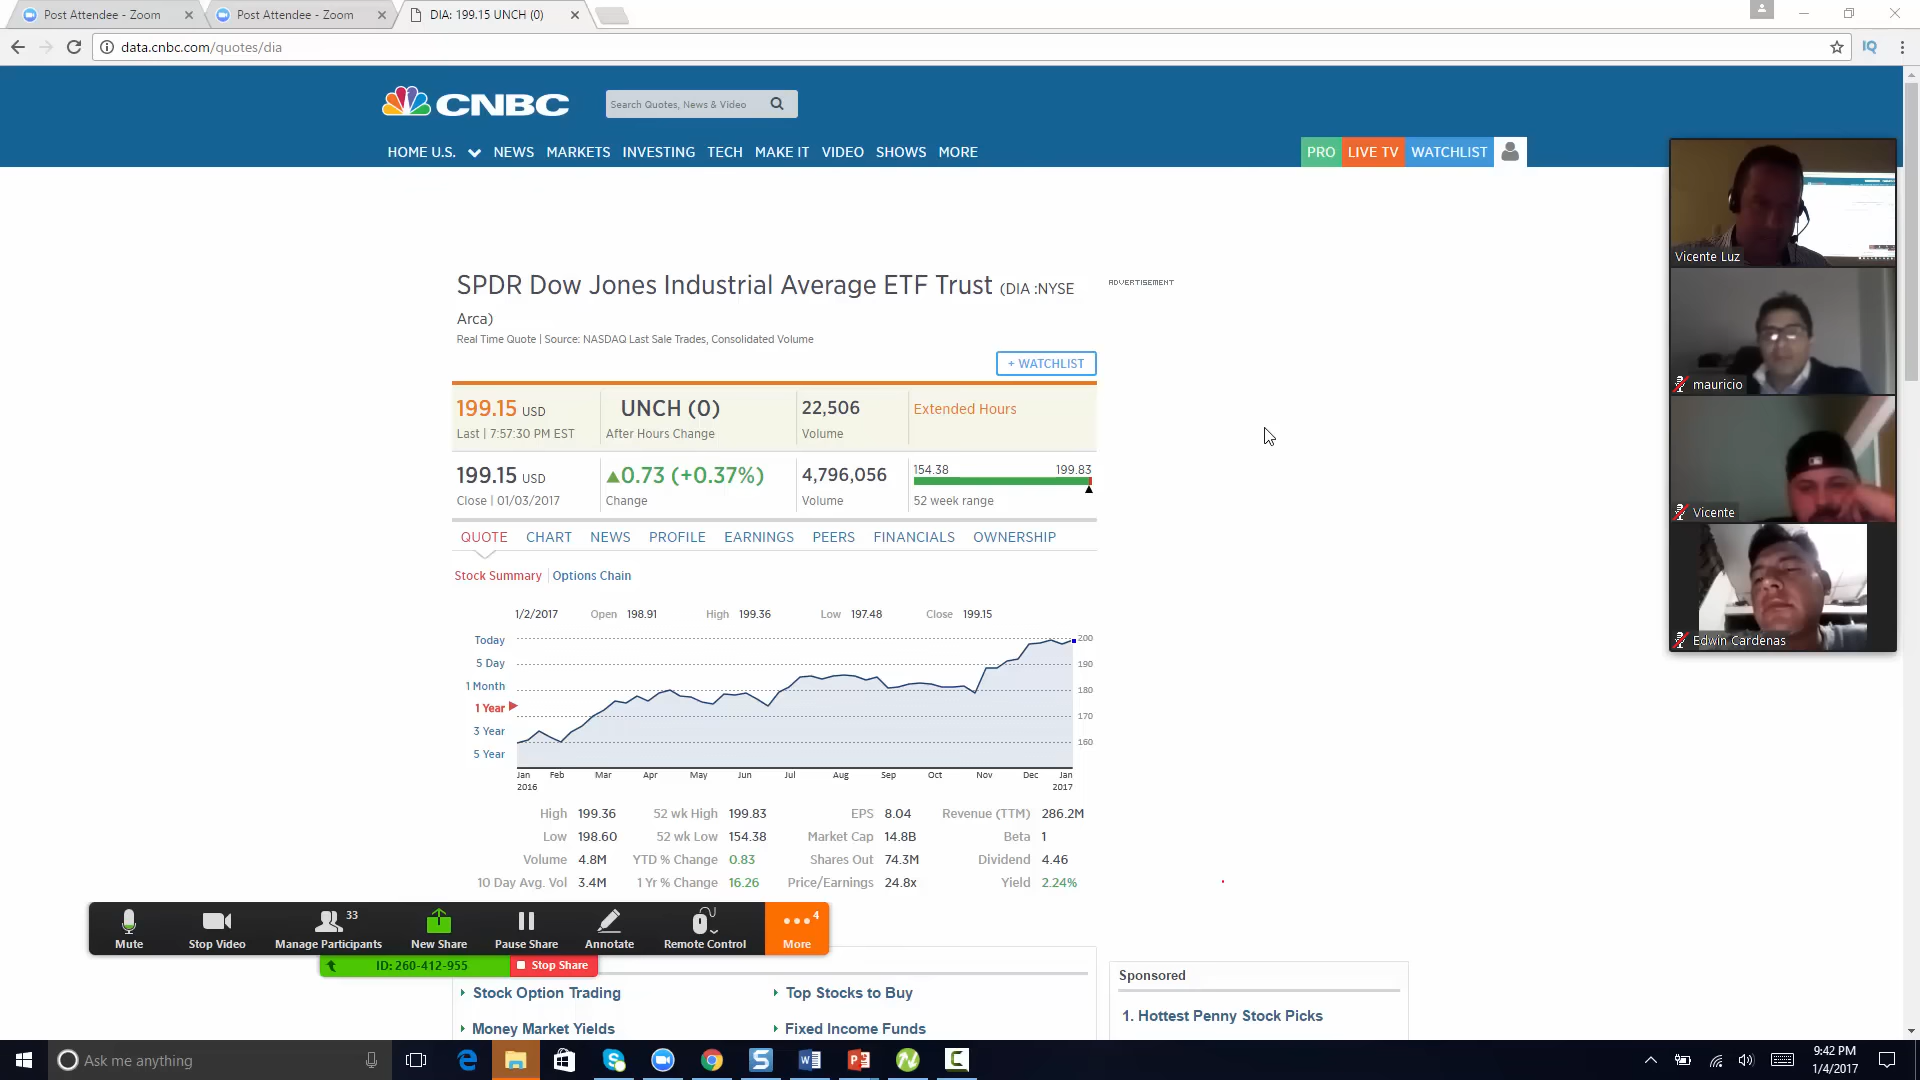 Post Attendee - Zoom
Post Attendee - Zoom
DIA: 199.15 UNCH (0)
data.cnbc.com/quotes/dia
IQ
CNBC
Search Quotes, News & Video
HOME U.S. NEWS MARKETS INVESTING TECH MAKE IT VIDEO SHOWS MORE
PRO LIVE TV WATCHLIST
Vicente Luz
mauricio
Vicente
Edwin Cardenas
SPDR Dow Jones Industrial Average ETF Trust (DIA :NYSE
Arca)
ADVERTISEMENT
Real Time Quote | Source: NASDAQ Last Sale Trades, Consolidated Volume
+ WATCHLIST
199.15 USD UNCH (0) 22,506 Extended Hours
Last | 7:57:30 PM EST After Hours Change Volume
199.15 USD 0.73 (+0.37%) 4,796,056 154.38 199.83
Close | 01/03/2017 Change Volume 52 week range
QUOTE CHART NEWS PROFILE EARNINGS PEERS FINANCIALS OWNERSHIP
Stock Summary Options Chain
1/2/2017 Open 198.91 High 199.36 Low 197.48 Close 199.15
Today 200
5 Day 190
1 Month 180
1 Year 170
3 Year 160
5 Year
Jan Feb Mar Apr May Jun Jul Aug Sep Oct Nov Dec Jan
2016 2017
High 199.36 52 wk High 199.83 EPS 8.04 Revenue (TTM) 286.2M
Low 198.60 52 wk Low 154.38 Market Cap 14.8B Beta 1
Volume 4.8M YTD % Change 0.83 Shares Out 74.3M Dividend 4.46
10 Day Avg. Vol 3.4M 1 Yr % Change 16.26 Price/Earnings 24.8x Yield 2.24%
33 4
Mute Stop Video Manage Participants New Share Pause Share Annotate Remote Control More
ID: 260-412-955 Stop Share
Stock Option Trading Top Stocks to Buy
Money Market Yields Fixed Income Funds
Sponsored
1. Hottest Penny Stock Picks
Ask me anything
9:42 PM
1/4/2017